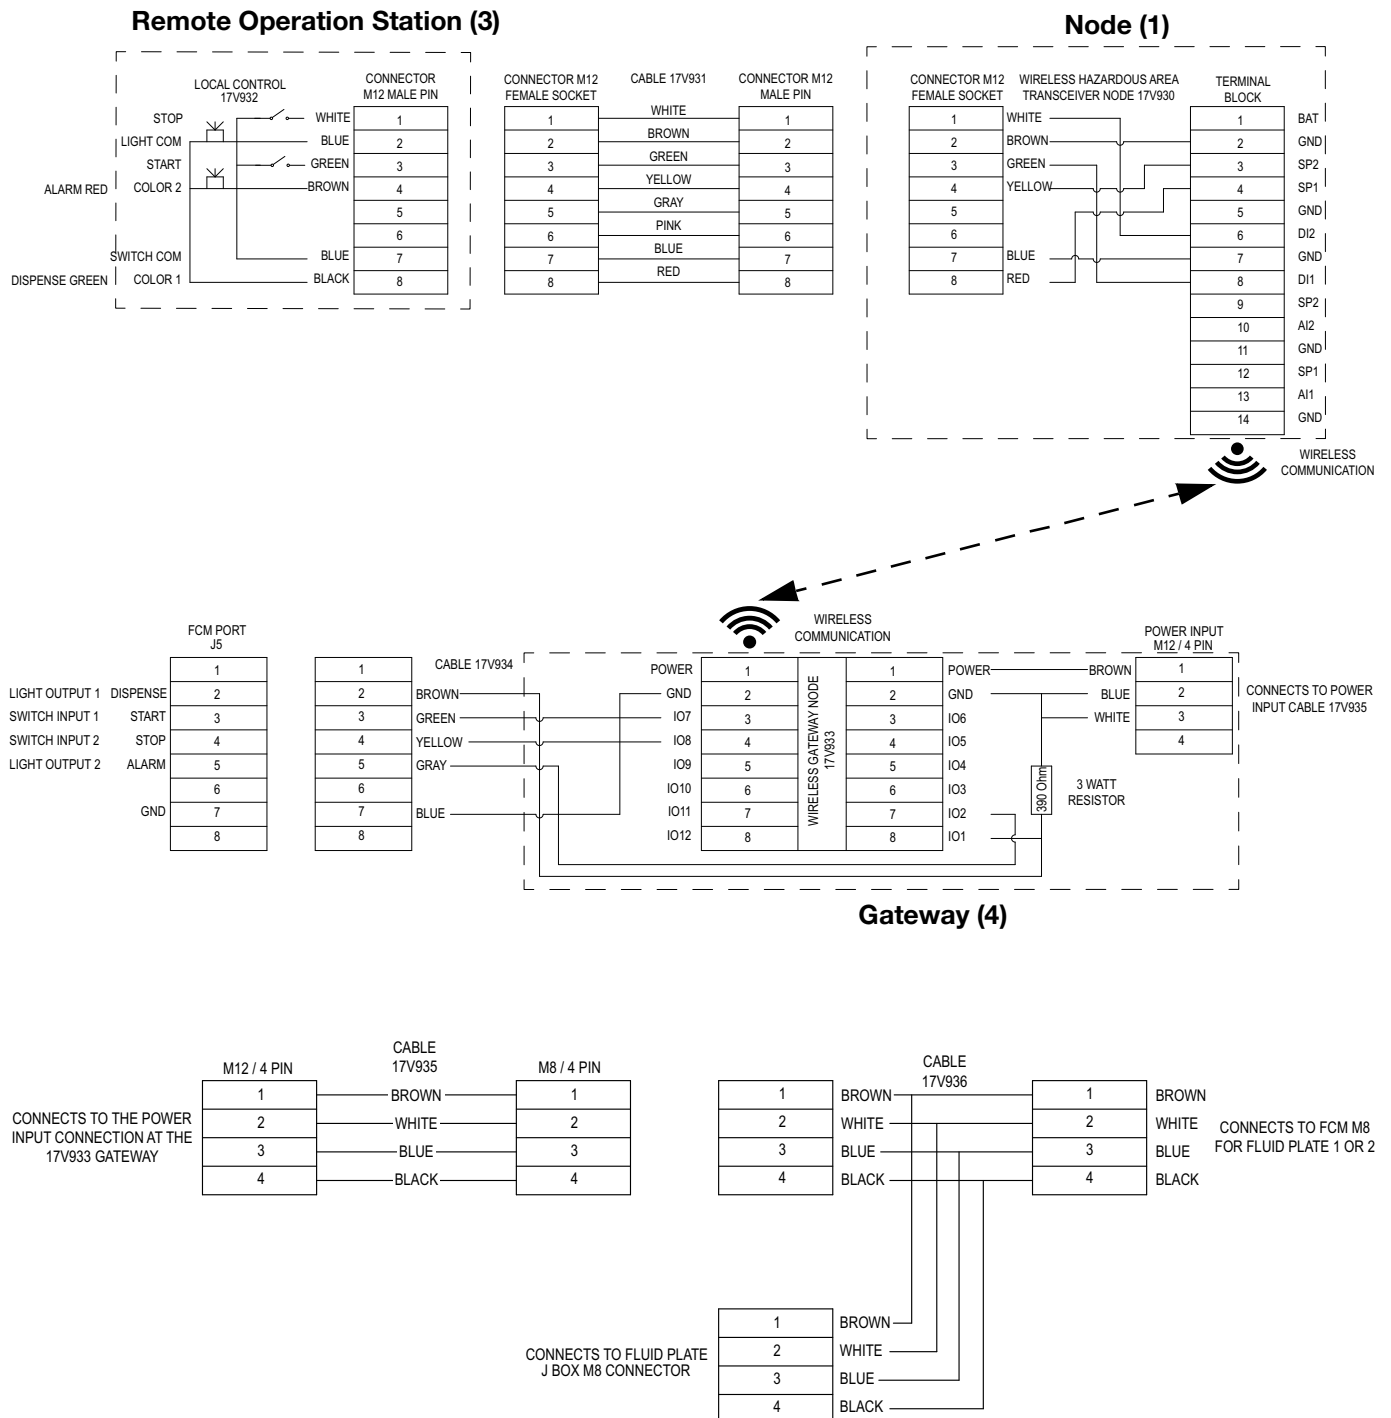 Remote Operation Station (3)
Node (1)
LOCAL CONTROL
17V932
CONNECTOR
M12 MALE PIN
STOP
WHITE
1
LIGHT COM
BLUE
2
START
GREEN
3
ALARM RED
COLOR 2
BROWN
4
5
6
SWITCH COM
BLUE
7
DISPENSE GREEN
COLOR 1
BLACK
8
CONNECTOR M12
FEMALE SOCKET
CABLE 17V931
CONNECTOR M12
MALE PIN
1 WHITE 1
2 BROWN 2
3 GREEN 3
4 YELLOW 4
5 GRAY 5
6 PINK 6
7 BLUE 7
8 RED 8
CONNECTOR M12
FEMALE SOCKET
WIRELESS HAZARDOUS AREA
TRANSCEIVER NODE 17V930
TERMINAL
BLOCK
1 WHITE 1 BAT
2 BROWN 2 GND
3 GREEN 3 SP2
4 YELLOW 4 SP1
5 5 GND
6 6 DI2
7 BLUE 7 GND
8 RED 8 DI1
9 SP2
10 AI2
11 GND
12 SP1
13 AI1
14 GND
WIRELESS
COMMUNICATION
WIRELESS
COMMUNICATION
FCM PORT
J5
1
LIGHT OUTPUT 1 DISPENSE 2
SWITCH INPUT 1 START 3
SWITCH INPUT 2 STOP 4
LIGHT OUTPUT 2 ALARM 5
6
GND 7
8
CABLE 17V934
1
2 BROWN
3 GREEN
4 YELLOW
5 GRAY
6
7 BLUE
8
POWER 1
GND 2
IO7 3
IO8 4
IO9 5
IO10 6
IO11 7
IO12 8
WIRELESS GATEWAY NODE
17V933
1 POWER
2 GND
3 IO6
4 IO5
5 IO4
6 IO3
7 IO2
8 IO1
390 Ohm
3 WATT
RESISTOR
POWER INPUT
M12 / 4 PIN
BROWN 1
BLUE 2
WHITE 3
4
CONNECTS TO POWER
INPUT CABLE 17V935
Gateway (4)
M12 / 4 PIN
CABLE
17V935
M8 / 4 PIN
CONNECTS TO THE POWER
INPUT CONNECTION AT THE
17V933 GATEWAY
1 BROWN 1
2 WHITE 2
3 BLUE 3
4 BLACK 4
CABLE
17V936
1 BROWN 1 BROWN
2 WHITE 2 WHITE
3 BLUE 3 BLUE
4 BLACK 4 BLACK
CONNECTS TO FCM M8
FOR FLUID PLATE 1 OR 2
CONNECTS TO FLUID PLATE
J BOX M8 CONNECTOR
1 BROWN
2 WHITE
3 BLUE
4 BLACK